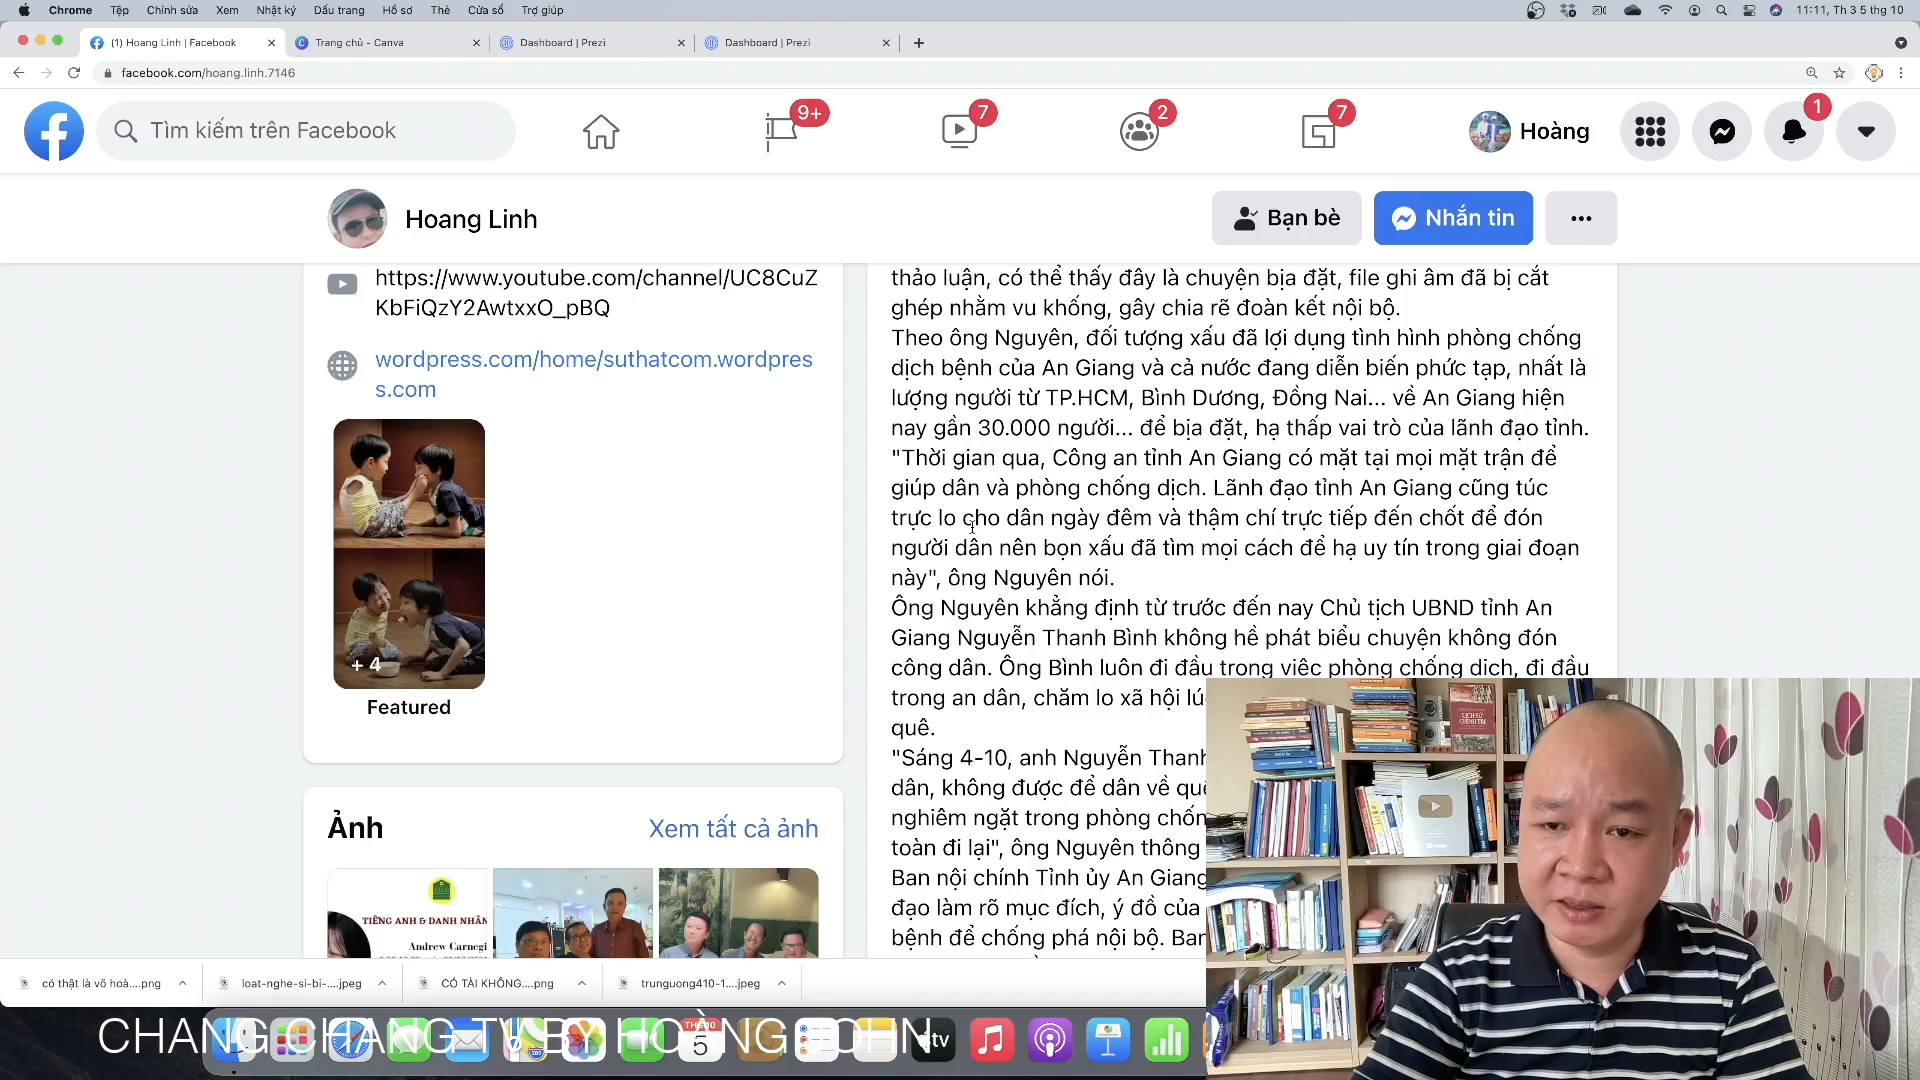 Chrome Tệp Chỉnh sửa Xem Nhật ký Dấu trang Hồ sơ Thẻ Cửa sổ Trợ giúp 11:11, Th 3 5 thg 10
(1) Hoang Linh | Facebook Trang chủ - Canva Dashboard | Prezi Dashboard | Prezi
facebook.com/hoang.linh.7146
Tìm kiếm trên Facebook 9+ 7 2 7 Hoàng 1
Hoang Linh Bạn bè Nhắn tin
https://www.youtube.com/channel/UC8CuZ
KbFiQzY2AwtxxO_pBQ
wordpress.com/home/suthatcom.wordpres
s.com
+ 4
Featured
Ảnh Xem tất cả ảnh
TIẾNG ANH & DANH NHÂN
Andrew Carnegi
thảo luận, có thể thấy đây là chuyện bịa đặt, file ghi âm đã bị cắt
ghép nhằm vu khống, gây chia rẽ đoàn kết nội bộ.
Theo ông Nguyên, đối tượng xấu đã lợi dụng tình hình phòng chống
dịch bệnh của An Giang và cả nước đang diễn biến phức tạp, nhất là
lượng người từ TP.HCM, Bình Dương, Đồng Nai... về An Giang hiện
nay gần 30.000 người... để bịa đặt, hạ thấp vai trò của lãnh đạo tỉnh.
"Thời gian qua, Công an tỉnh An Giang có mặt tại mọi mặt trận để
giúp dân và phòng chống dịch. Lãnh đạo tỉnh An Giang cũng túc
trực lo cho dân ngày đêm và thậm chí trực tiếp đến chốt để đón
người dân nên bọn xấu đã tìm mọi cách để hạ uy tín trong giai đoạn
này", ông Nguyên nói.
Ông Nguyên khẳng định từ trước đến nay Chủ tịch UBND tỉnh An
Giang Nguyễn Thanh Bình không hề phát biểu chuyện không đón
công dân. Ông Bình luôn đi đầu trong việc phòng chống dịch, đi đầu
trong an dân, chăm lo xã hội
quê.
"Sáng 4-10, anh Nguyễn Thanh
dân, không được để dân về
nghiêm ngặt trong phòng
toàn đi lại", ông Nguyên thông
Ban nội chính Tỉnh ủy An Giang
đạo làm rõ mục đích, ý đồ của
bệnh để chống phá nội bộ. Ban
LỊCH SỬ
CHÍNH TRỊ
có thật là võ hoà....png loat-nghe-si-bi-....jpeg CÓ TÀI KHÔNG....png trunguong410-1....jpeg
5
tv
CHANG CHANG TV BY HOÀNG JOHN